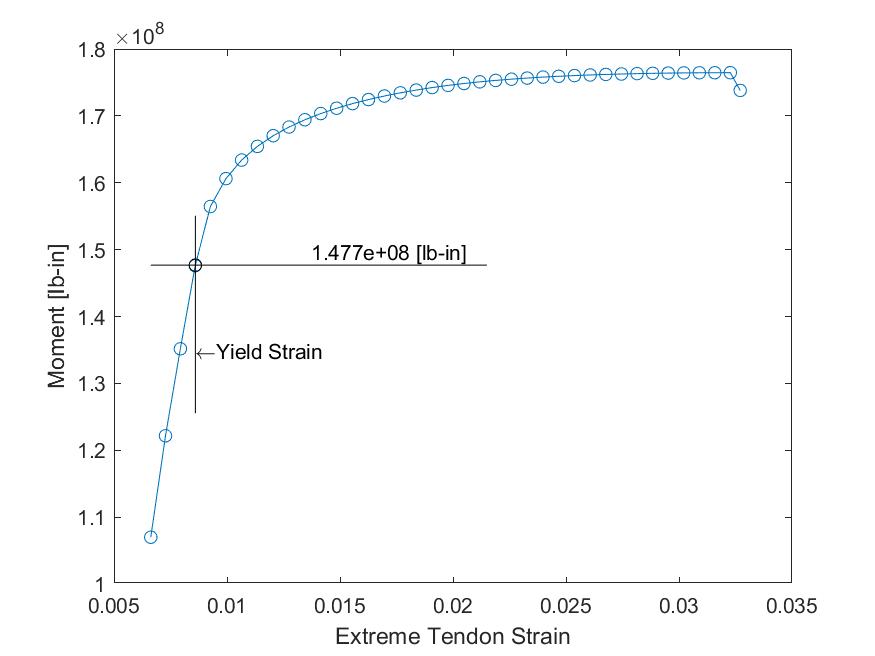 ×10⁸
1.8
1.7
1.6
1.5
1.4
1.3
1.2
1.1
1
Moment [lb-in]
1.477e+08 [lb-in]
←Yield Strain
0.005 0.01 0.015 0.02 0.025 0.03 0.035
Extreme Tendon Strain